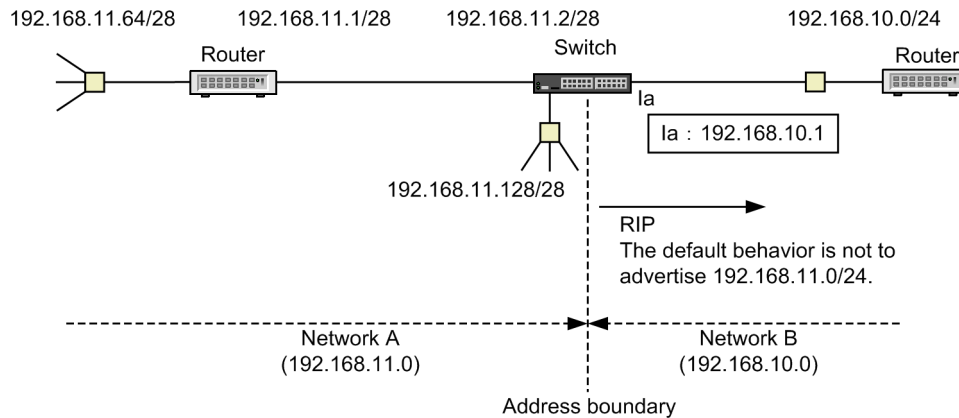 192.168.11.64/28
192.168.11.1/28
192.168.11.2/28
192.168.10.0/24
Router
Switch
Router
Ia
Ia : 192.168.10.1
192.168.11.128/28
RIP
The default behavior is not to
advertise 192.168.11.0/24.
Network A
(192.168.11.0)
Network B
(192.168.10.0)
Address boundary